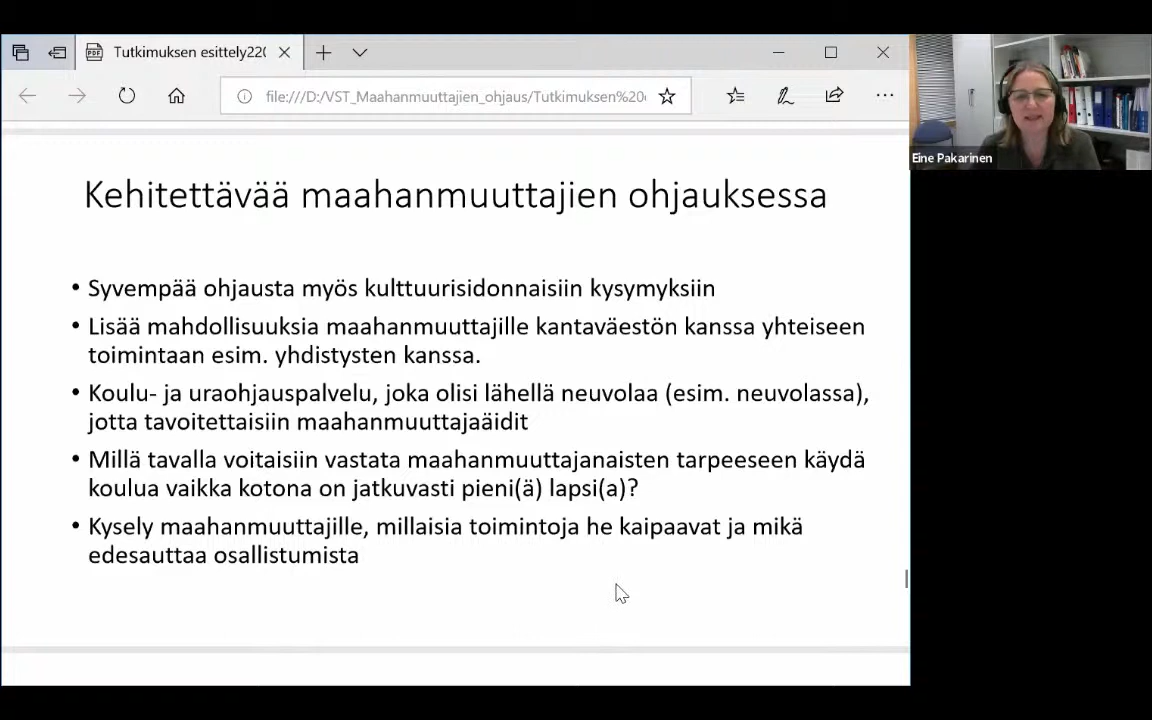 Tutkimuksen esittely22
file:///D:/VST_Maahanmuuttajien_ohjaus/Tutkimuksen%20
Eine Pakarinen
Kehitettävää maahanmuuttajien ohjauksessa
• Syvempää ohjausta myös kulttuurisidonnaisiin kysymyksiin
• Lisää mahdollisuuksia maahanmuuttajille kantaväestön kanssa yhteiseen
toimintaan esim. yhdistysten kanssa.
• Koulu- ja uraohjauspalvelu, joka olisi lähellä neuvolaa (esim. neuvolassa),
jotta tavoitettaisiin maahanmuuttajaäidit
• Millä tavalla voitaisiin vastata maahanmuuttajanaisten tarpeeseen käydä
koulua vaikka kotona on jatkuvasti pieni(ä) lapsi(a)?
• Kysely maahanmuuttajille, millaisia toimintoja he kaipaavat ja mikä
edesauttaa osallistumista